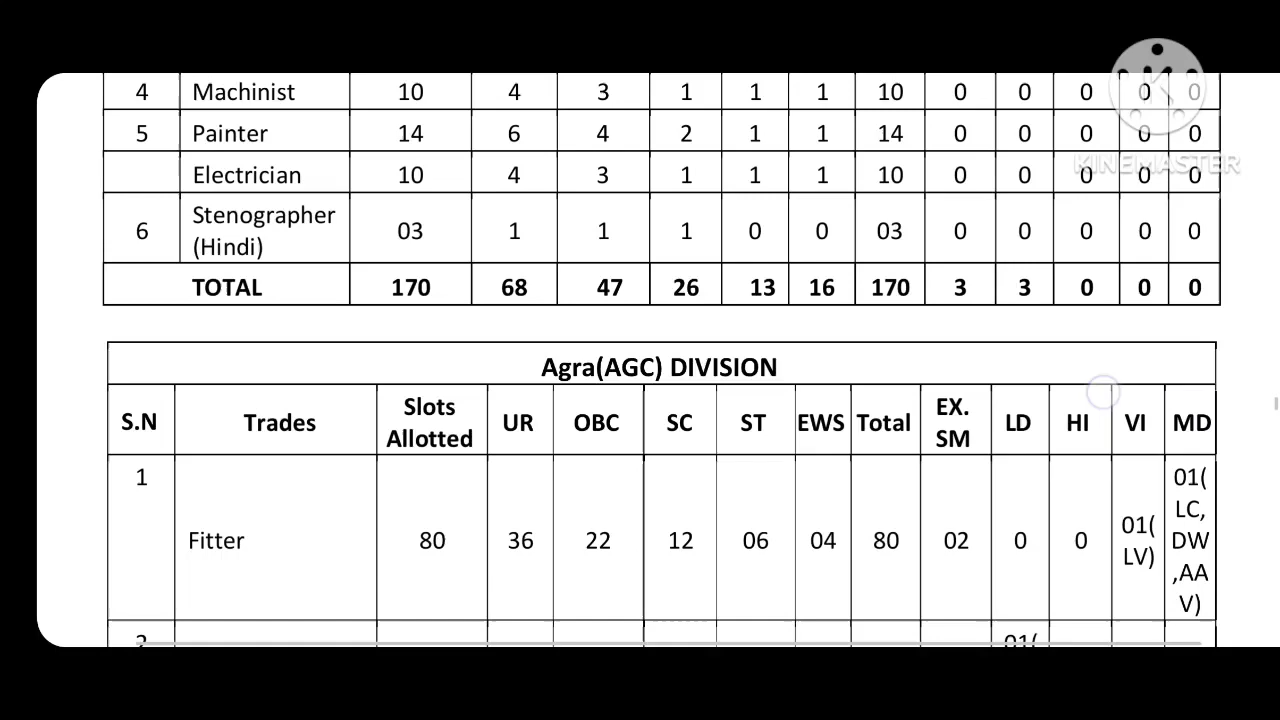 4 Machinist 10 4 3 1 1 1 10 0 0 0 0 0
5 Painter 14 6 4 2 1 1 14 0 0 0 0 0
Electrician 10 4 3 1 1 1 10 0 0 0 0 0
KINEMASTER
6 Stenographer (Hindi) 03 1 1 1 0 0 03 0 0 0 0 0
TOTAL 170 68 47 26 13 16 170 3 3 0 0 0
Agra(AGC) DIVISION
S.N Trades Slots Allotted UR OBC SC ST EWS Total EX. SM LD HI VI MD
1 Fitter 80 36 22 12 06 04 80 02 0 0 01( LV) 01( LC, DW ,AA V)